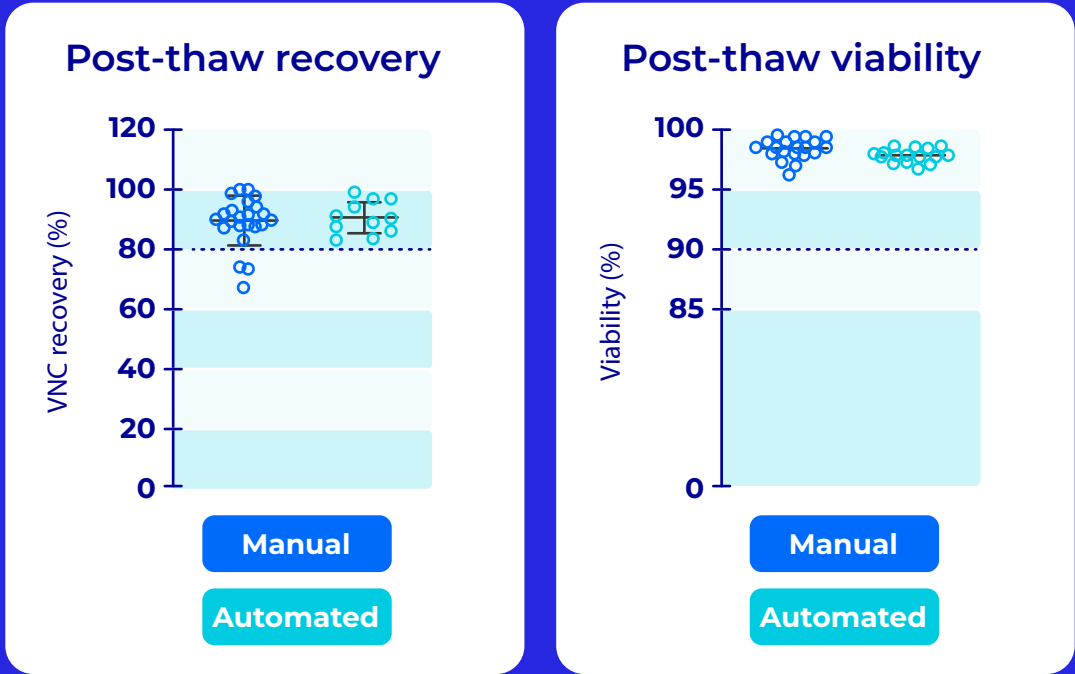 Post-thaw recovery
VNC recovery (%)
120
100
80
60
40
20
0
Manual
Automated
Post-thaw viability
Viability (%)
100
95
90
85
0
Manual
Automated